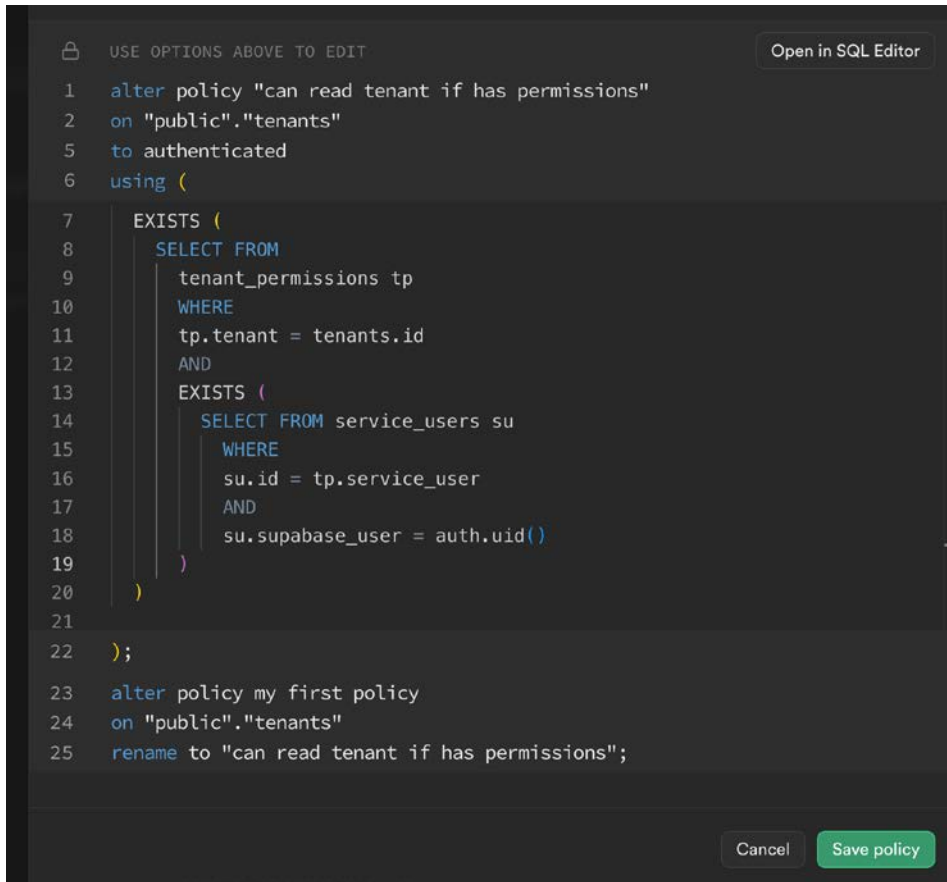 USE OPTIONS ABOVE TO EDIT
Open in SQL Editor
1 alter policy "can read tenant if has permissions"
2 on "public"."tenants"
5 to authenticated
6 using (
7 EXISTS (
8 SELECT FROM
9 tenant_permissions tp
10 WHERE
11 tp.tenant = tenants.id
12 AND
13 EXISTS (
14 SELECT FROM service_users su
15 WHERE
16 su.id = tp.service_user
17 AND
18 su.supabase_user = auth.uid()
19 )
20 )
21
22 );
23 alter policy my first policy
24 on "public"."tenants"
25 rename to "can read tenant if has permissions";
Cancel
Save policy